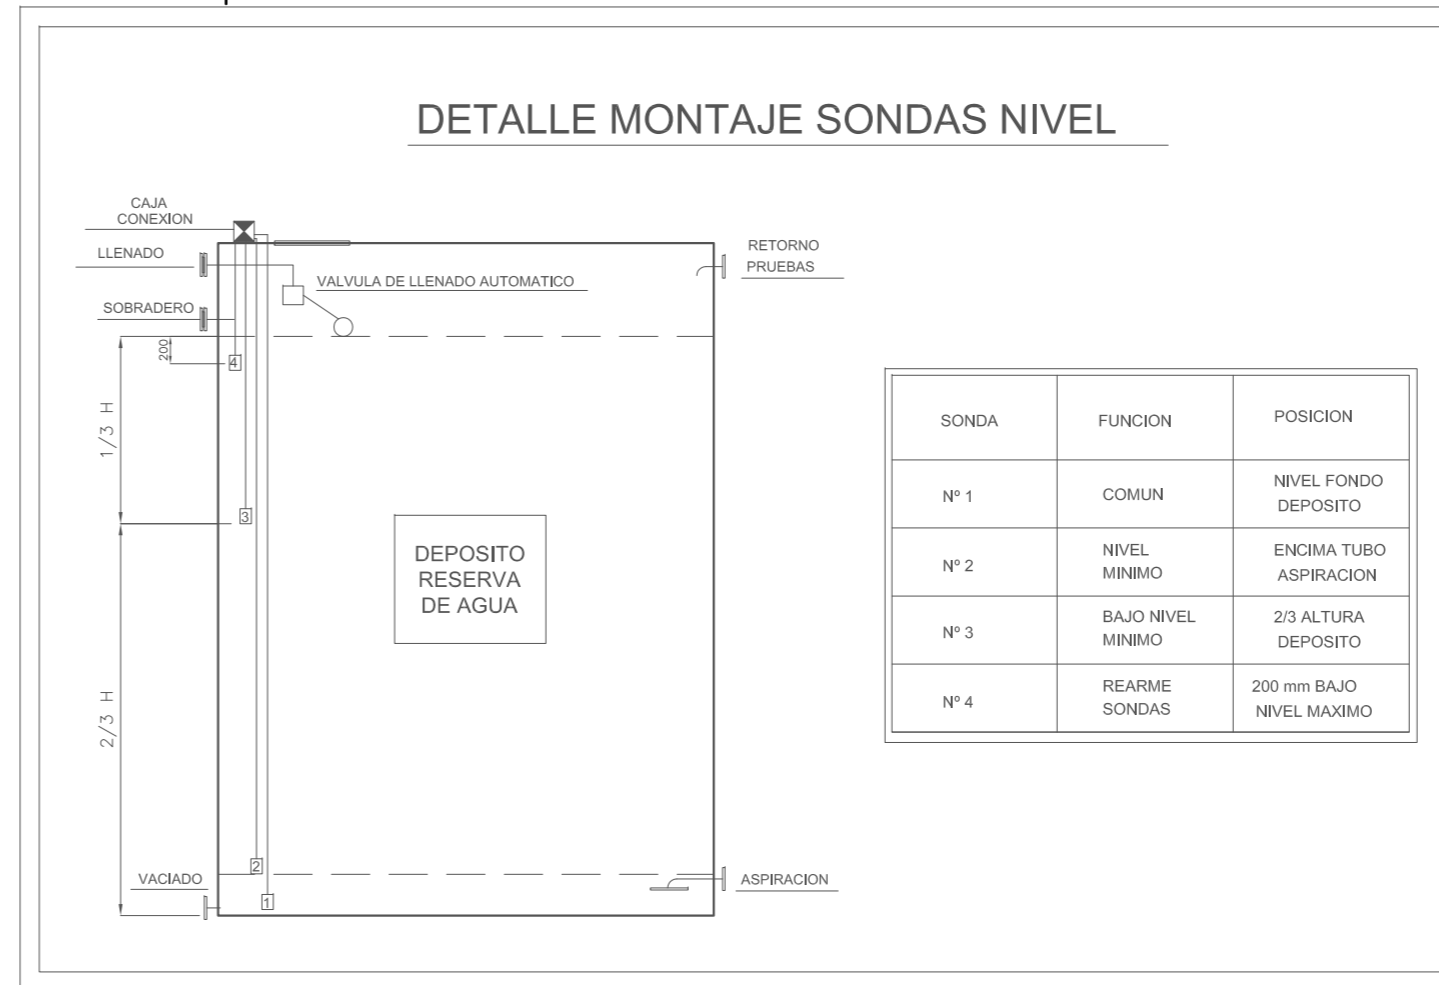 DETALLE MONTAJE SONDAS NIVEL
CAJA
CONEXION
LLENADO
VALVULA DE LLENADO AUTOMATICO
RETORNO
PRUEBAS
SOBRADERO
200
4
1/3 H
3
DEPOSITO
RESERVA
DE AGUA
2/3 H
2
VACIADO
1
ASPIRACION
SONDA
FUNCION
POSICION
Nº 1
COMUN
NIVEL FONDO
DEPOSITO
Nº 2
NIVEL
MINIMO
ENCIMA TUBO
ASPIRACION
Nº 3
BAJO NIVEL
MINIMO
2/3 ALTURA
DEPOSITO
Nº 4
REARME
SONDAS
200 mm BAJO
NIVEL MAXIMO